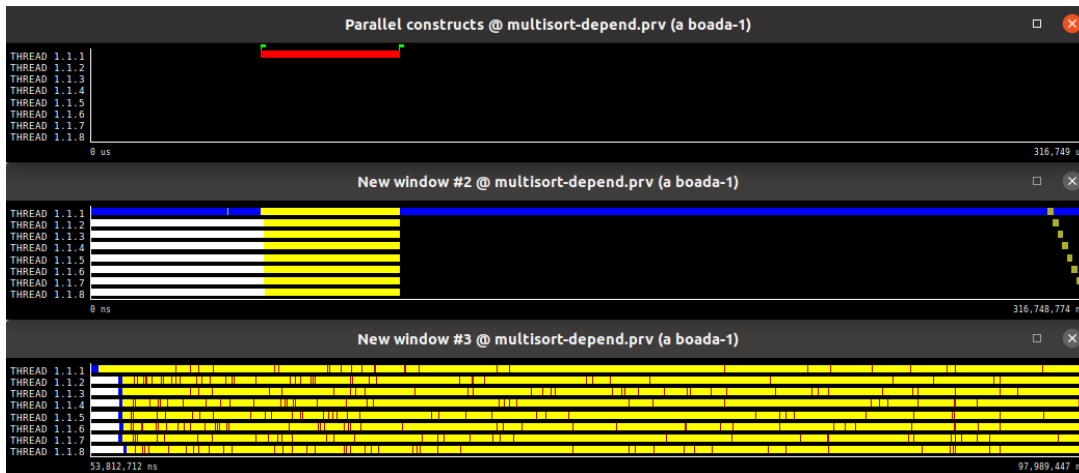 Parallel constructs @ multisort-depend.prv (a boada-1)
THREAD 1.1.1
THREAD 1.1.2
THREAD 1.1.3
THREAD 1.1.4
THREAD 1.1.5
THREAD 1.1.6
THREAD 1.1.7
THREAD 1.1.8
0 us 316,749 u
New window #2 @ multisort-depend.prv (a boada-1)
THREAD 1.1.1
THREAD 1.1.2
THREAD 1.1.3
THREAD 1.1.4
THREAD 1.1.5
THREAD 1.1.6
THREAD 1.1.7
THREAD 1.1.8
0 ns 316,748,774 n
New window #3 @ multisort-depend.prv (a boada-1)
THREAD 1.1.1
THREAD 1.1.2
THREAD 1.1.3
THREAD 1.1.4
THREAD 1.1.5
THREAD 1.1.6
THREAD 1.1.7
THREAD 1.1.8
53,812,712 ns 97,989,447 n